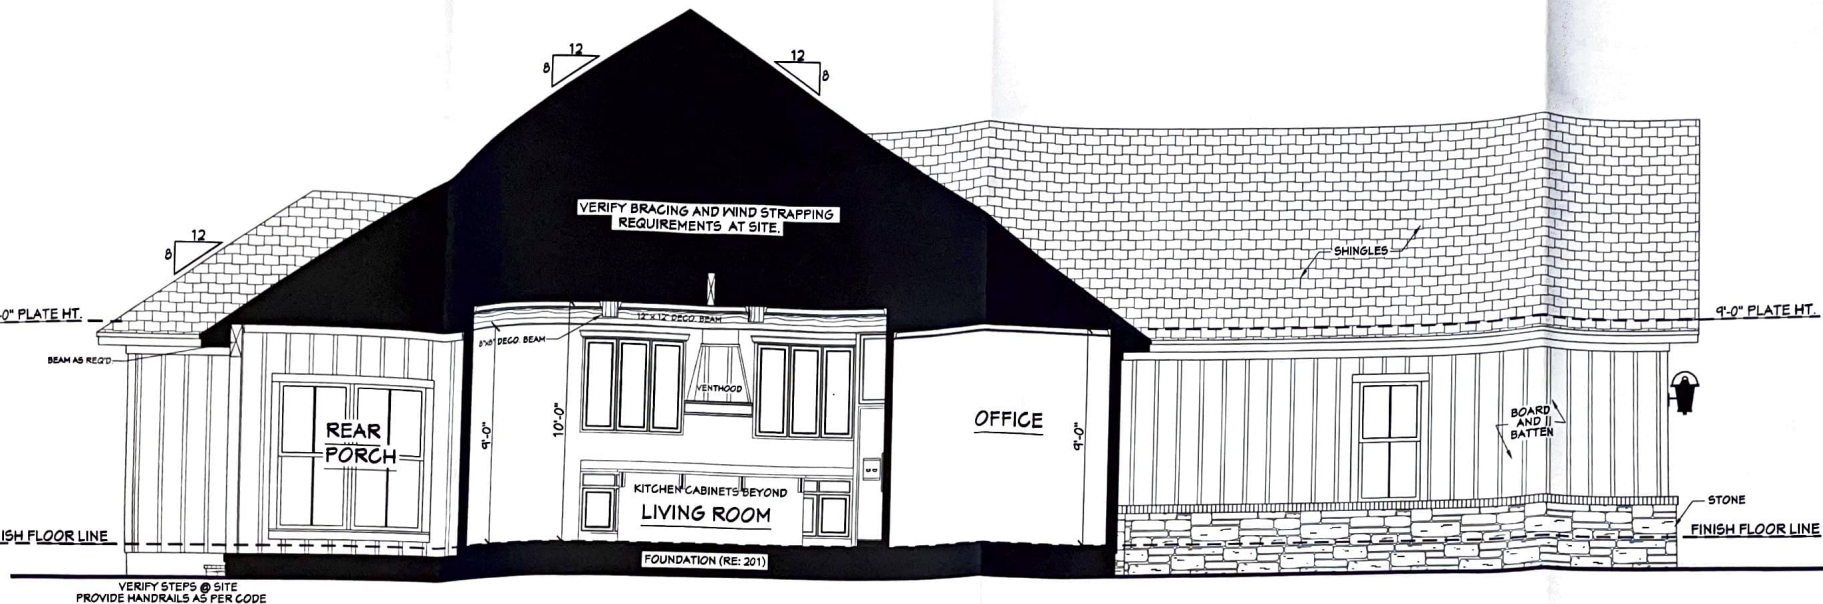 12
8
12
8
12
8
VERIFY BRACING AND WIND STRAPPING
REQUIREMENTS AT SITE.
SHINGLES
0" PLATE HT.
9'-0" PLATE HT.
12"x12" DECO. BEAM
8"x8" DECO. BEAM
BEAM AS REQ'D
VENTHOOD
REAR
PORCH
9'-0"
10'-0"
OFFICE
9'-0"
BOARD
AND
BATTEN
KITCHEN CABINETS BEYOND
LIVING ROOM
STONE
ISH FLOOR LINE
FINISH FLOOR LINE
FOUNDATION (RE: 201)
VERIFY STEPS @ SITE
PROVIDE HANDRAILS AS PER CODE